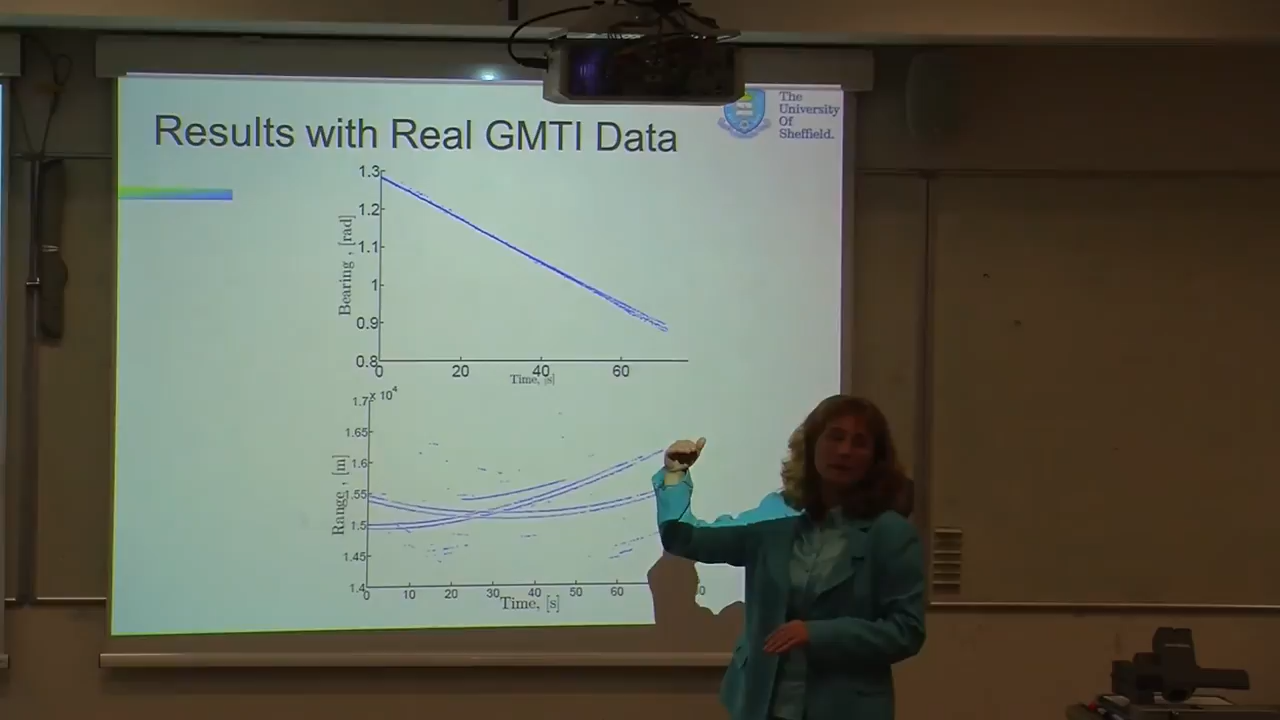 Results with Real GMTI Data
The
University
Of
Sheffield.
1.3
1.2
1.1
1
0.9
0.8
Bearing , [rad]
0
20
40
60
Time, [s]
1.7 x 10^4
1.65
1.6
1.55
1.5
1.45
1.4
Range , [m]
0
10
20
30
40
50
60
Time, [s]